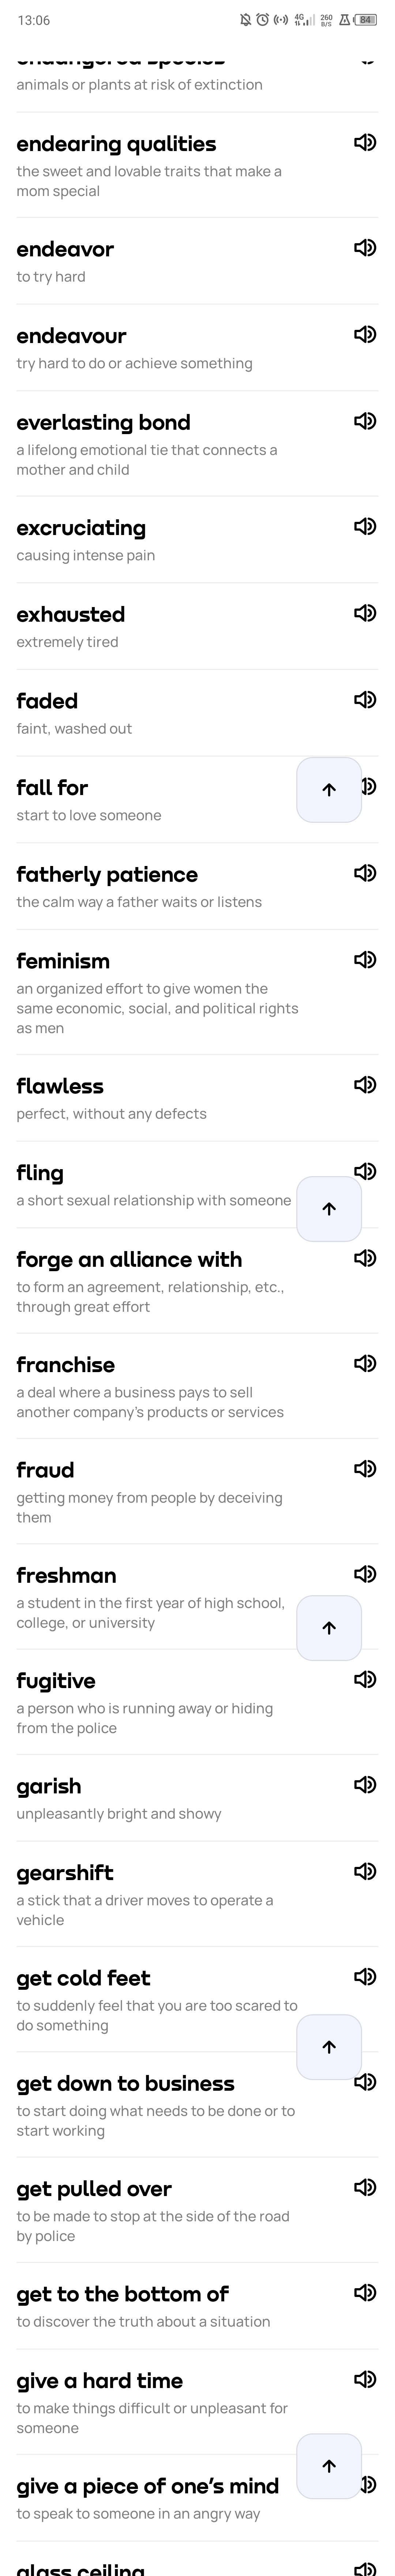 13:06
4G
260
B/S
84
endangered species
animals or plants at risk of extinction
endearing qualities
the sweet and lovable traits that make a
mom special
endeavor
to try hard
endeavour
try hard to do or achieve something
everlasting bond
a lifelong emotional tie that connects a
mother and child
excruciating
causing intense pain
exhausted
extremely tired
faded
faint, washed out
fall for
start to love someone
fatherly patience
the calm way a father waits or listens
feminism
an organized effort to give women the
same economic, social, and political rights
as men
flawless
perfect, without any defects
fling
a short sexual relationship with someone
forge an alliance with
to form an agreement, relationship, etc.,
through great effort
franchise
a deal where a business pays to sell
another company's products or services
fraud
getting money from people by deceiving
them
freshman
a student in the first year of high school,
college, or university
fugitive
a person who is running away or hiding
from the police
garish
unpleasantly bright and showy
gearshift
a stick that a driver moves to operate a
vehicle
get cold feet
to suddenly feel that you are too scared to
do something
get down to business
to start doing what needs to be done or to
start working
get pulled over
to be made to stop at the side of the road
by police
get to the bottom of
to discover the truth about a situation
give a hard time
to make things difficult or unpleasant for
someone
give a piece of one's mind
to speak to someone in an angry way
glass ceiling